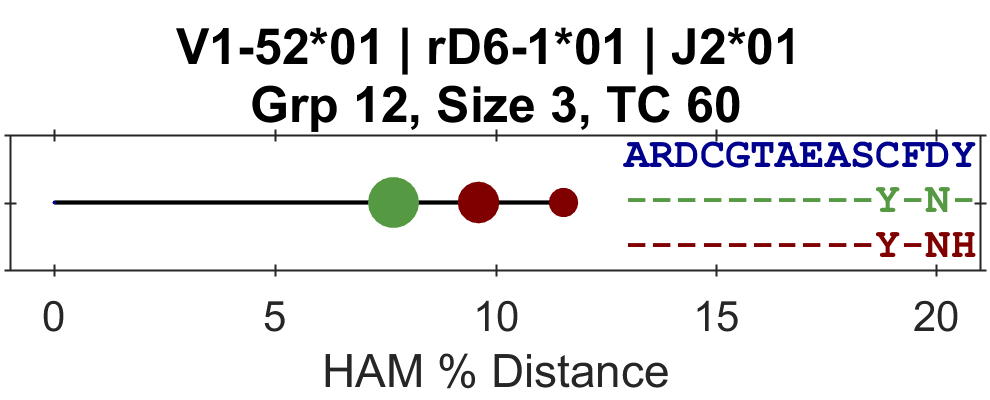 V1-52*01 | rD6-1*01 | J2*01
Grp 12, Size 3, TC 60
ARDCGTAEASCFDY
----------Y-N-
----------Y-NH
0 5 10 15 20
HAM % Distance